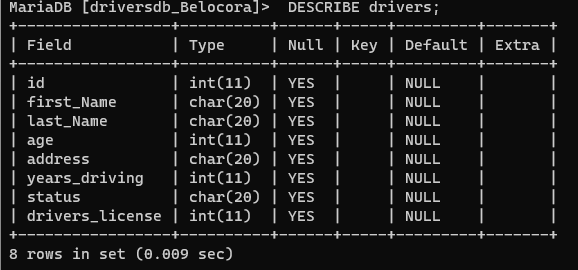 MariaDB [driversdb_Belocora]>  DESCRIBE drivers;
+-----------------+----------+------+-----+---------+-------+
| Field           | Type     | Null | Key | Default | Extra |
+-----------------+----------+------+-----+---------+-------+
| id              | int(11)  | YES  |     | NULL    |       |
| first_Name      | char(20) | YES  |     | NULL    |       |
| last_Name       | char(20) | YES  |     | NULL    |       |
| age             | int(11)  | YES  |     | NULL    |       |
| address         | char(20) | YES  |     | NULL    |       |
| years_driving   | int(11)  | YES  |     | NULL    |       |
| status          | char(20) | YES  |     | NULL    |       |
| drivers_license | int(11)  | YES  |     | NULL    |       |
+-----------------+----------+------+-----+---------+-------+
8 rows in set (0.009 sec)